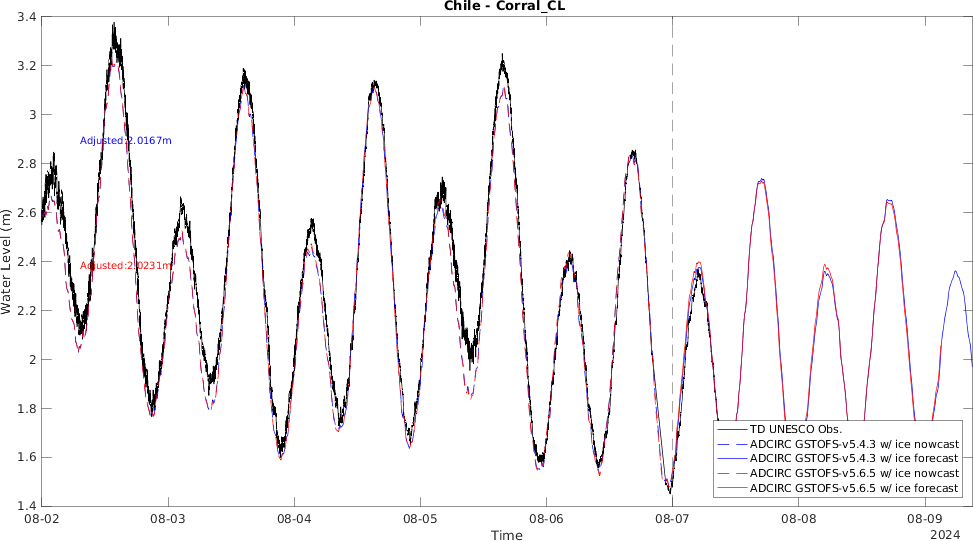 Chile - Corral_CL
3.4
3.2
3
2.8
2.6
2.4
2.2
2
1.8
1.6
1.4
Water Level (m)
Adjusted:2.0167m
Adjusted:2.0231m
TD UNESCO Obs.
ADCIRC GSTOFS-v5.4.3 w/ ice nowcast
ADCIRC GSTOFS-v5.4.3 w/ ice forecast
ADCIRC GSTOFS-v5.6.5 w/ ice nowcast
ADCIRC GSTOFS-v5.6.5 w/ ice forecast
08-02 08-03 08-04 08-05 08-06 08-07 08-08 08-09
Time
2024